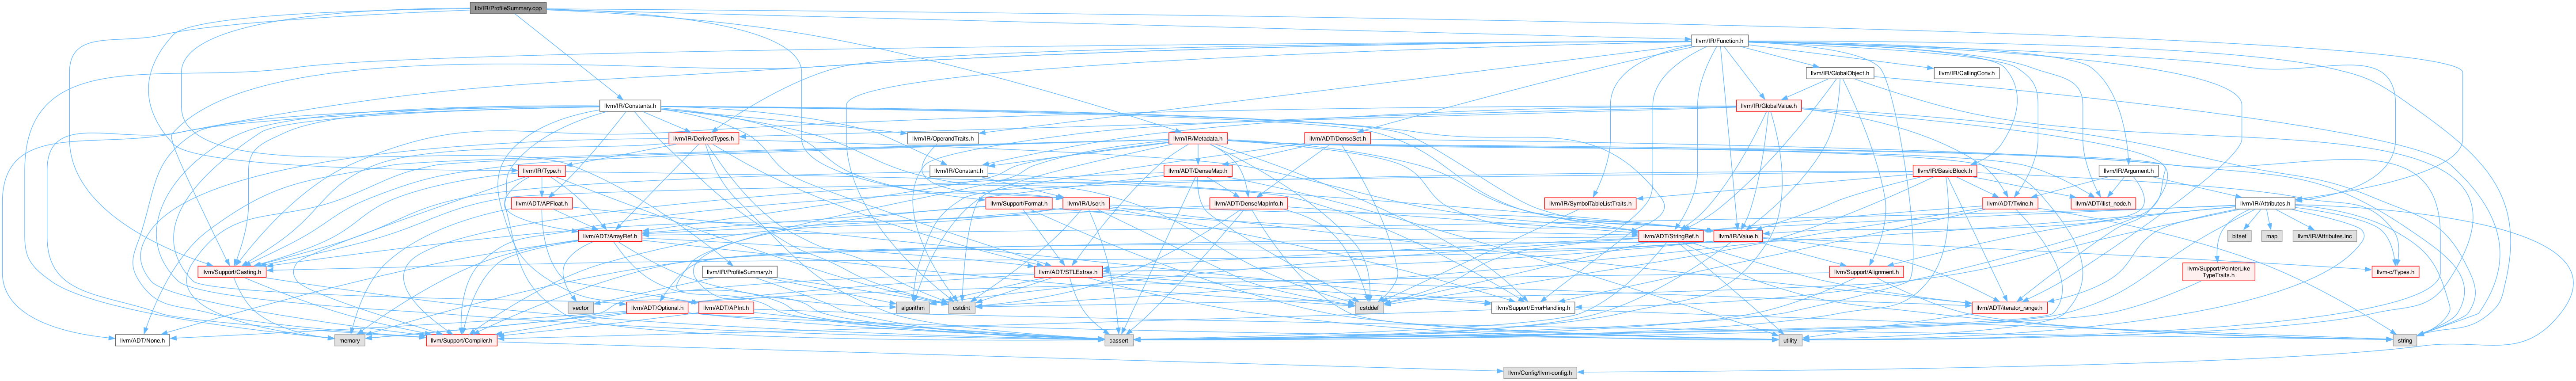 lib/IR/ProfileSummary.cpp
llvm/IR/Function.h
llvm/IR/GlobalObject.h
llvm/IR/CallingConv.h
llvm/IR/Constants.h
llvm/IR/GlobalValue.h
llvm/IR/DerivedTypes.h
llvm/IR/OperandTraits.h
llvm/IR/Metadata.h
llvm/ADT/DenseSet.h
llvm/IR/Type.h
llvm/IR/Constant.h
llvm/ADT/DenseMap.h
llvm/IR/BasicBlock.h
llvm/IR/Argument.h
llvm/ADT/APFloat.h
llvm/Support/Format.h
llvm/IR/User.h
llvm/ADT/DenseMapInfo.h
llvm/IR/SymbolTableListTraits.h
llvm/ADT/Twine.h
llvm/ADT/ilist_node.h
llvm/IR/Attributes.h
llvm/ADT/ArrayRef.h
llvm/ADT/StringRef.h
llvm/IR/Value.h
bitset
map
llvm/IR/Attributes.inc
llvm/Support/Casting.h
llvm/IR/ProfileSummary.h
llvm/ADT/STLExtras.h
llvm/Support/Alignment.h
llvm/Support/PointerLike
TypeTraits.h
llvm-c/Types.h
vector
llvm/ADT/Optional.h
llvm/ADT/APInt.h
algorithm
cstdint
llvm/Support/ErrorHandling.h
cstddef
llvm/ADT/iterator_range.h
llvm/ADT/None.h
memory
llvm/Support/Compiler.h
cassert
utility
string
llvm/Config/llvm-config.h